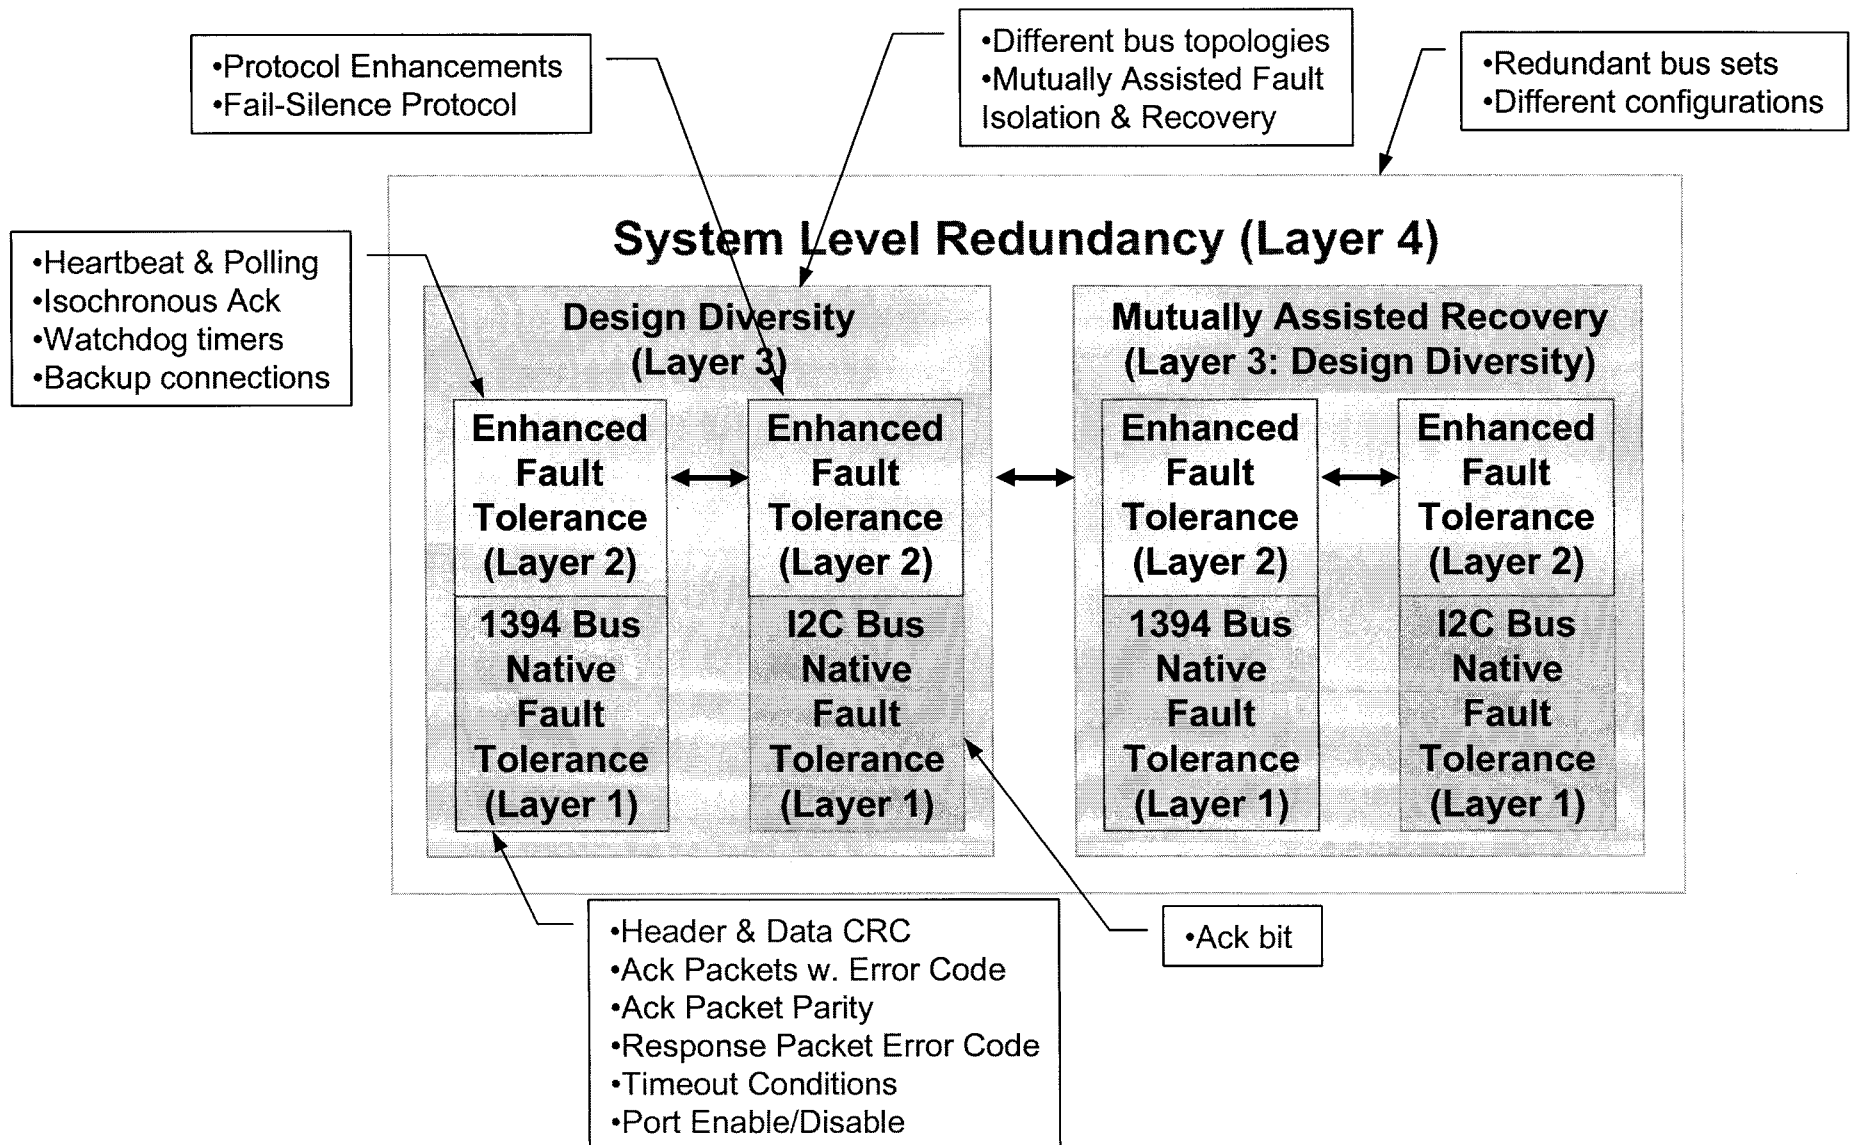 •Protocol Enhancements
•Fail-Silence Protocol
•Different bus topologies
•Mutually Assisted Fault
Isolation & Recovery
•Redundant bus sets
•Different configurations
•Heartbeat & Polling
•Isochronous Ack
•Watchdog timers
•Backup connections
System Level Redundancy (Layer 4)
Design Diversity
(Layer 3)
Enhanced
Fault
Tolerance
(Layer 2)
1394 Bus
Native
Fault
Tolerance
(Layer 1)
Enhanced
Fault
Tolerance
(Layer 2)
I2C Bus
Native
Fault
Tolerance
(Layer 1)
Mutually Assisted Recovery
(Layer 3: Design Diversity)
Enhanced
Fault
Tolerance
(Layer 2)
1394 Bus
Native
Fault
Tolerance
(Layer 1)
Enhanced
Fault
Tolerance
(Layer 2)
I2C Bus
Native
Fault
Tolerance
(Layer 1)
•Header & Data CRC
•Ack Packets w. Error Code
•Ack Packet Parity
•Response Packet Error Code
•Timeout Conditions
•Port Enable/Disable
•Ack bit